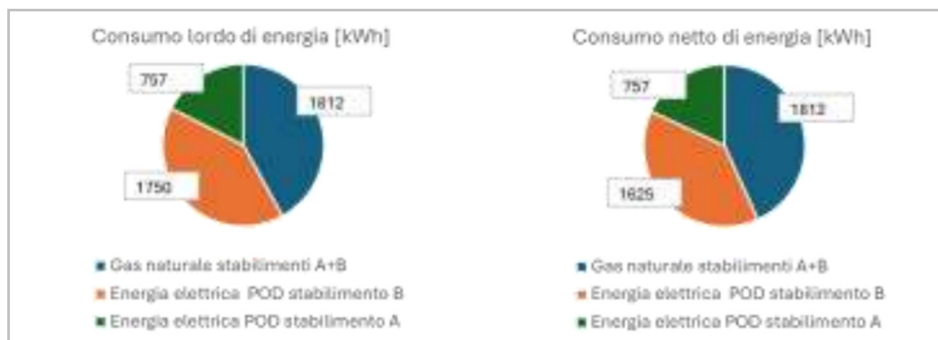 Consumo lordo di energia [kWh]
757
1812
1750
Gas naturale stabilimenti A+B
Energia elettrica POD stabilimento B
Energia elettrica POD stabilimento A
Consumo netto di energia [kWh]
757
1812
1625
Gas naturale stabilimenti A+B
Energia elettrica POD stabilimento B
Energia elettrica POD stabilimento A